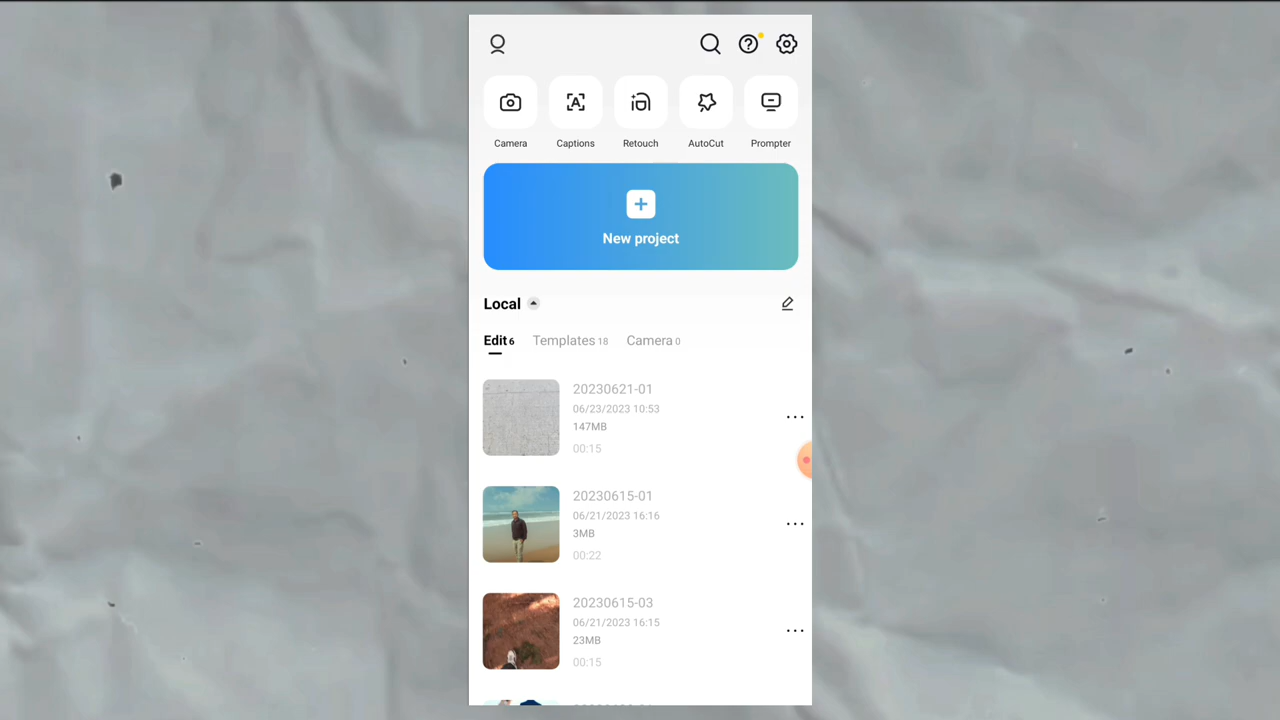 Camera Captions Retouch AutoCut Prompter
New project
Local
Edit 6 Templates 18 Camera 0
20230621-01
06/23/2023 10:53
147MB
00:15
20230615-01
06/21/2023 16:16
3MB
00:22
20230615-03
06/21/2023 16:15
23MB
00:15